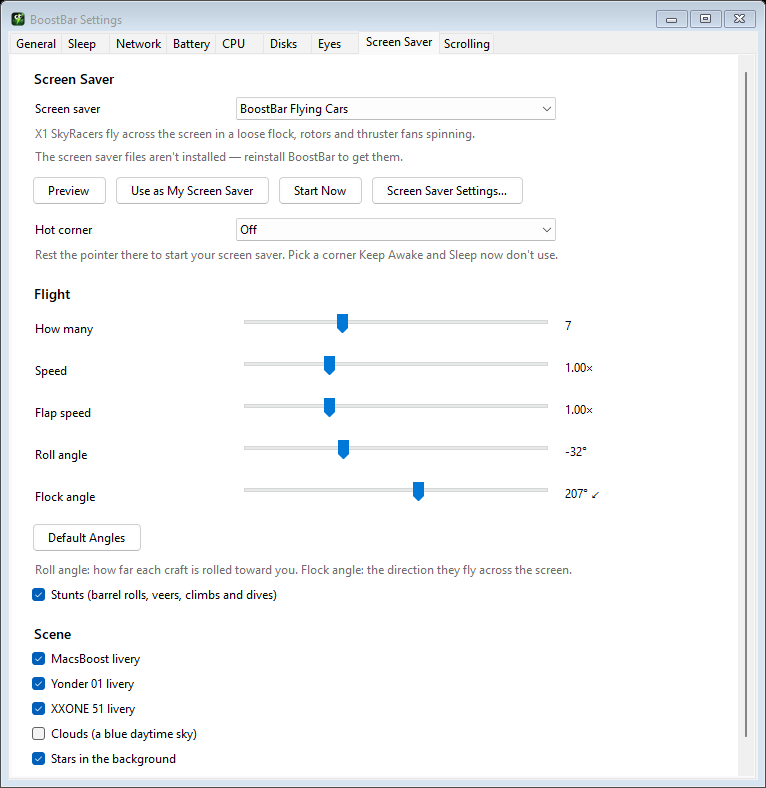 BoostBar Settings
General Sleep Network Battery CPU Disks Eyes Screen Saver Scrolling
Screen Saver
Screen saver BoostBar Flying Cars
X1 SkyRacers fly across the screen in a loose flock, rotors and thruster fans spinning.
The screen saver files aren't installed — reinstall BoostBar to get them.
Preview Use as My Screen Saver Start Now Screen Saver Settings...
Hot corner Off
Rest the pointer there to start your screen saver. Pick a corner Keep Awake and Sleep now don't use.
Flight
How many 7
Speed 1.00×
Flap speed 1.00×
Roll angle -32°
Flock angle 207° ↙
Default Angles
Roll angle: how far each craft is rolled toward you. Flock angle: the direction they fly across the screen.
Stunts (barrel rolls, veers, climbs and dives)
Scene
MacsBoost livery
Yonder 01 livery
XXONE 51 livery
Clouds (a blue daytime sky)
Stars in the background